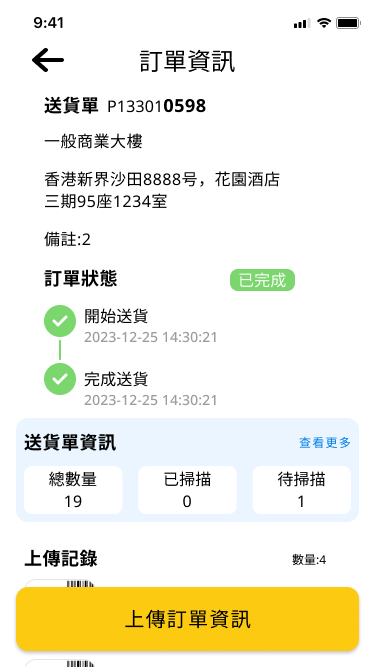 9:41
訂單資訊
送貨單 P133010598
一般商業大樓
香港新界沙田8888号，花園酒店
三期95座1234室
備註:2
訂單狀態 已完成
開始送貨
2023-12-25 14:30:21
完成送貨
2023-12-25 14:30:21
送貨單資訊 查看更多
總數量 已掃描 待掃描
19 0 1
上傳記錄 數量:4
上傳訂單資訊